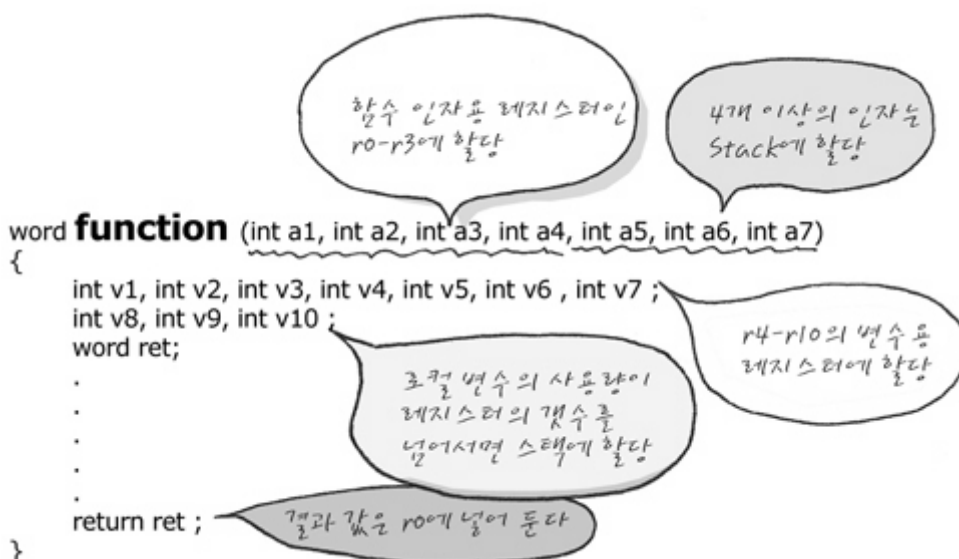 함수 인자용 레지스터인
r0-r3에 할당
4개 이상의 인자는
Stack에 할당
word function (int a1, int a2, int a3, int a4, int a5, int a6, int a7)
{
int v1, int v2, int v3, int v4, int v5, int v6 , int v7 ;
int v8, int v9, int v10 ;
word ret;
r4-r10의 변수용
레지스터에 할당
로컬 변수의 사용량이
레지스터의 갯수를
넘어서면 스택에 할당
.
.
.
.
.
return ret ;
결과 값은 r0에 넣어 둔다
}